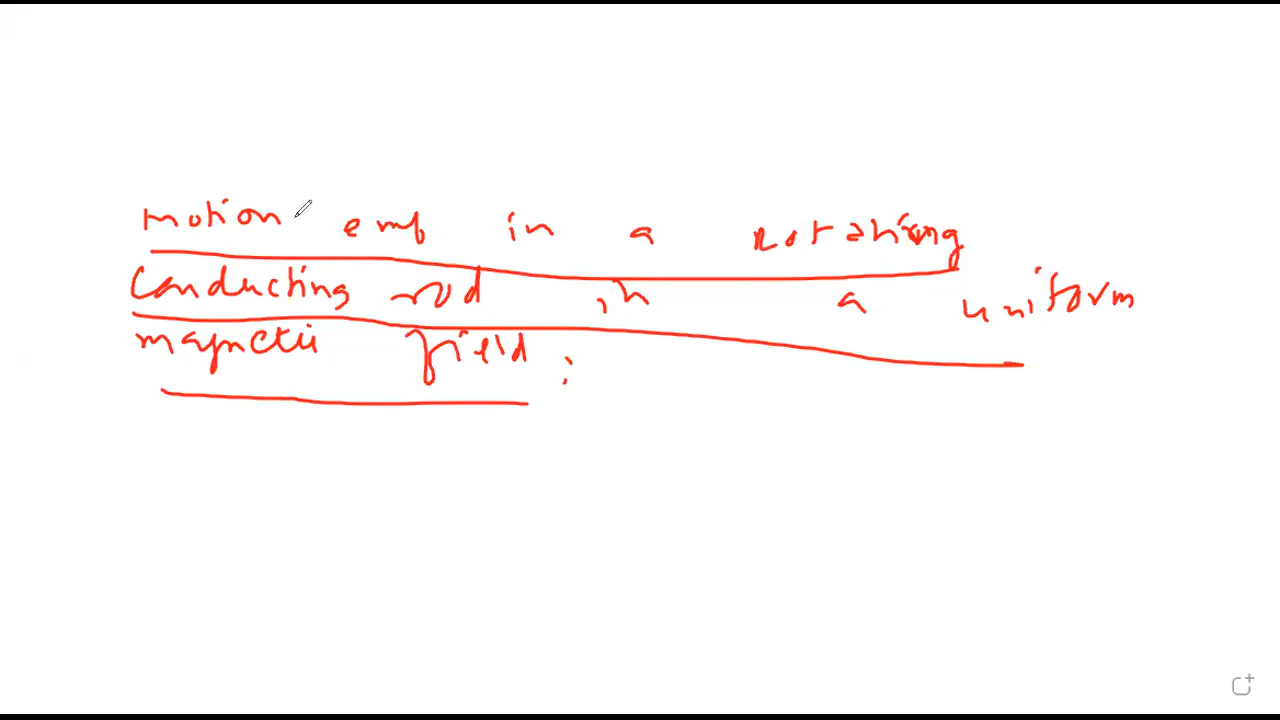 motion emf in a rotating
conducting rod in a uniform
magnetic field :